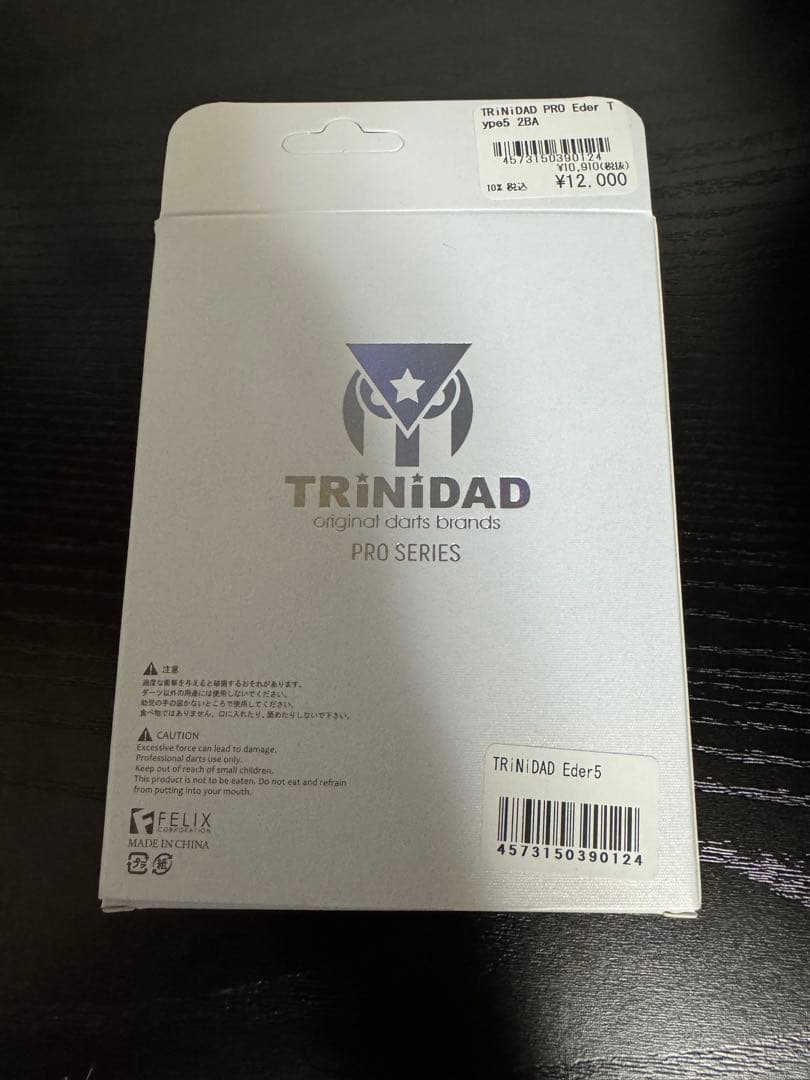 TRiNiDAD PRO Eder T
ype5 2BA
4573150390124
¥10,910(税抜)
10% 税込 ¥12,000
TRiNiDAD
original darts brands
PRO SERIES
注意
過度な衝撃を与えると破損するおそれがあります。
ダーツ以外の用途には使用しないでください。
幼児の手の届かないところで使用してください。
食べ物ではありません。口に入れたり、舐めたりしないで下さい。
CAUTION
Excessive force can lead to damage.
Professional darts use only.
Keep out of reach of small children.
This product is not to be eaten. Do not eat and refrain
from putting into your mouth.
FELIX
CORPORATION
MADE IN CHINA
プラ 紙
TRiNiDAD Eder5
4573150390124